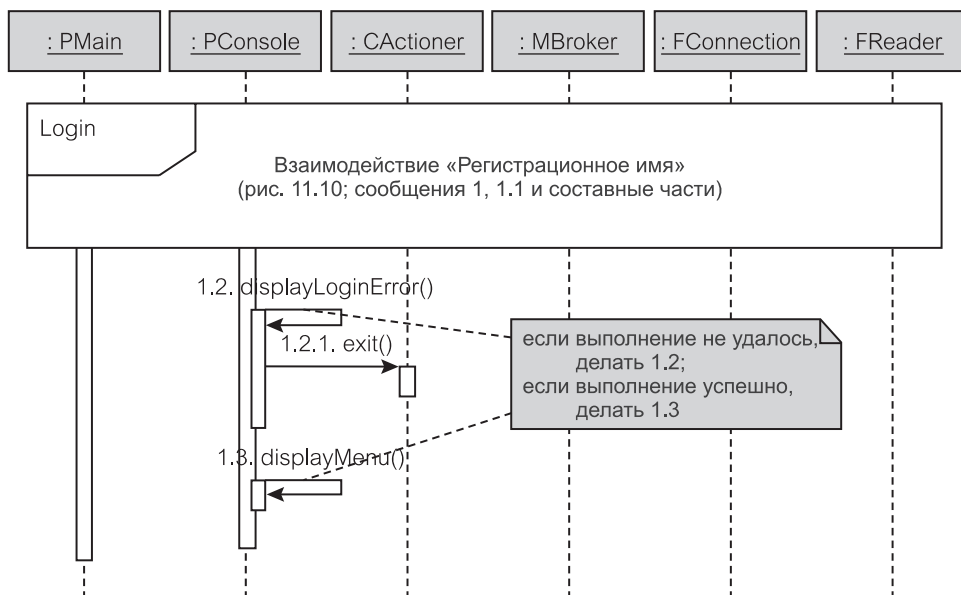 : PMain
: PConsole
: CActioner
: MBroker
: FConnection
: FReader
Login
Взаимодействие «Регистрационное имя»
(рис. 11.10; сообщения 1, 1.1 и составные части)
1.2. displayLoginError()
1.2.1. exit()
если выполнение не удалось,
делать 1.2;
если выполнение успешно,
делать 1.3
1.3. displayMenu()